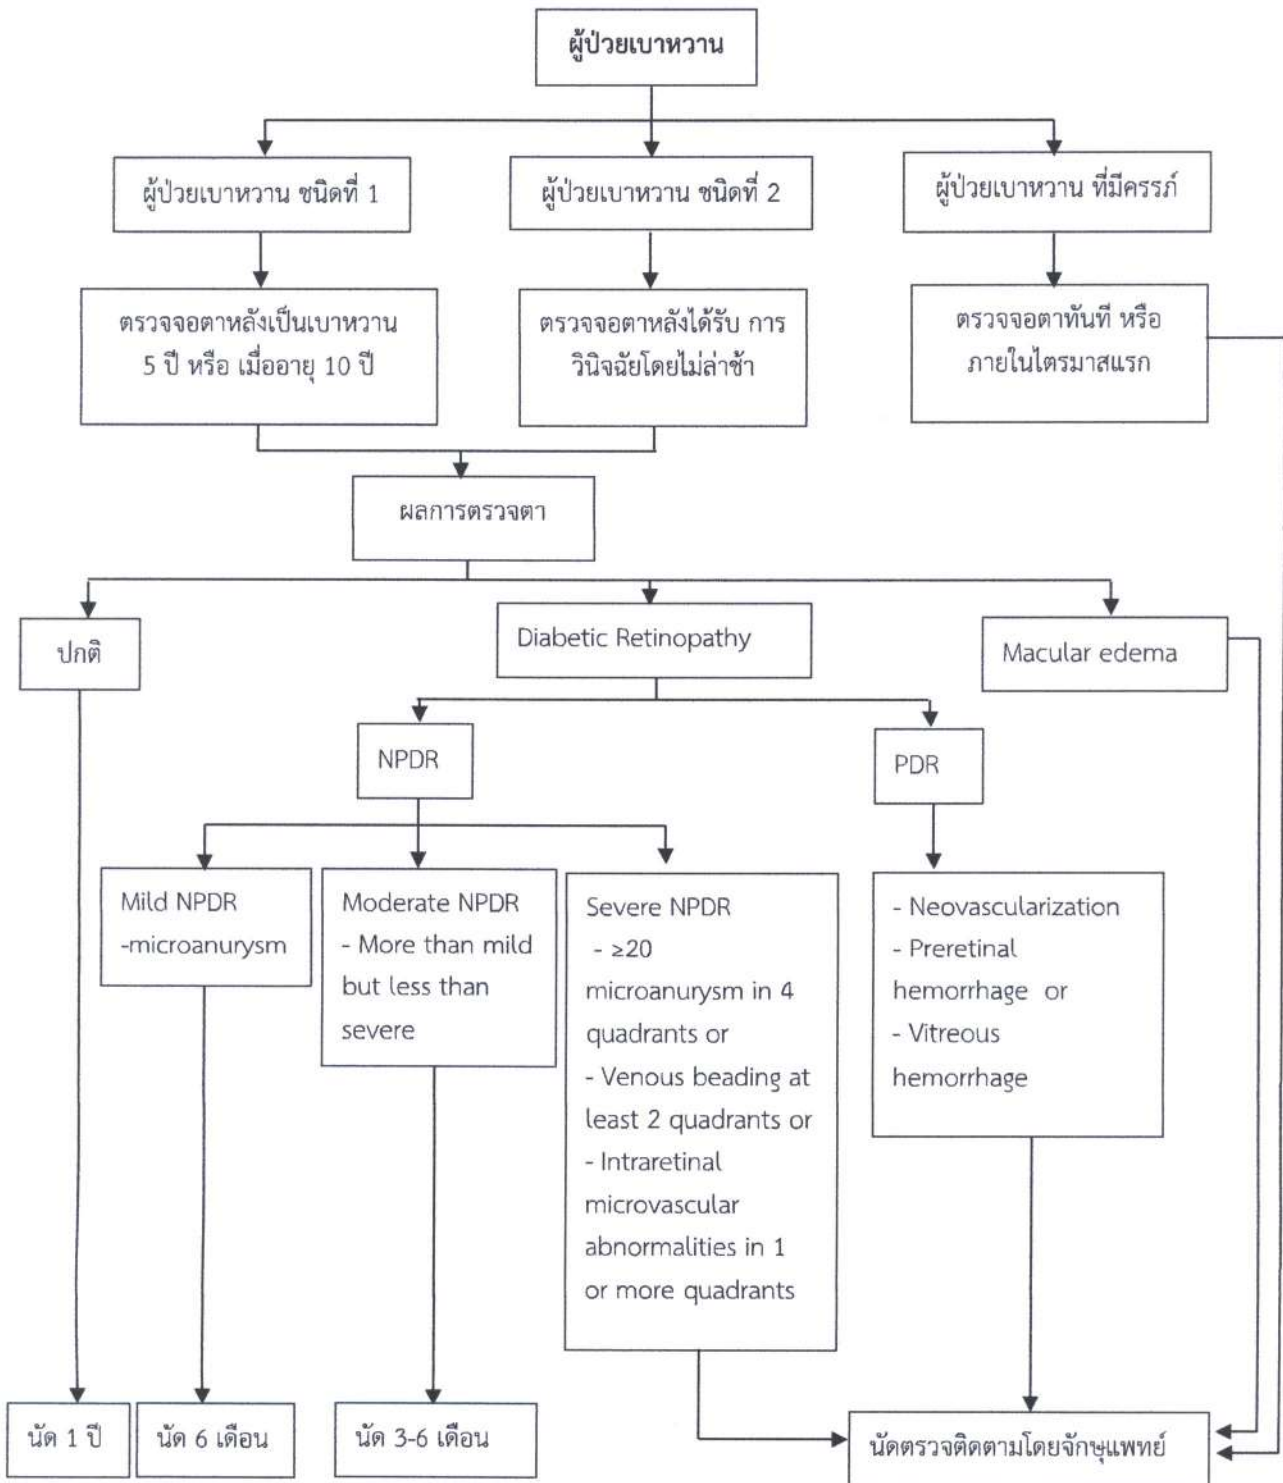 ผู้ป่วยเบาหวาน
ผู้ป่วยเบาหวาน ชนิดที่ 1
ผู้ป่วยเบาหวาน ชนิดที่ 2
ผู้ป่วยเบาหวาน ที่มีครรภ์
ตรวจจอตาหลังเป็นเบาหวาน
5 ปี หรือ เมื่ออายุ 10 ปี
ตรวจจอตาหลังได้รับ การ
วินิจฉัยโดยไม่ล่าช้า
ตรวจจอตาทันที หรือ
ภายในไตรมาสแรก
ผลการตรวจตา
ปกติ
Diabetic Retinopathy
Macular edema
NPDR
PDR
Mild NPDR
-microanurysm
Moderate NPDR
- More than mild
but less than
severe
Severe NPDR
- ≥20
microanurysm in 4
quadrants or
- Venous beading at
least 2 quadrants or
- Intraretinal
microvascular
abnormalities in 1
or more quadrants
- Neovascularization
- Preretinal
hemorrhage or
- Vitreous
hemorrhage
นัด 1 ปี
นัด 6 เดือน
นัด 3-6 เดือน
นัดตรวจติดตามโดยจักษุแพทย์